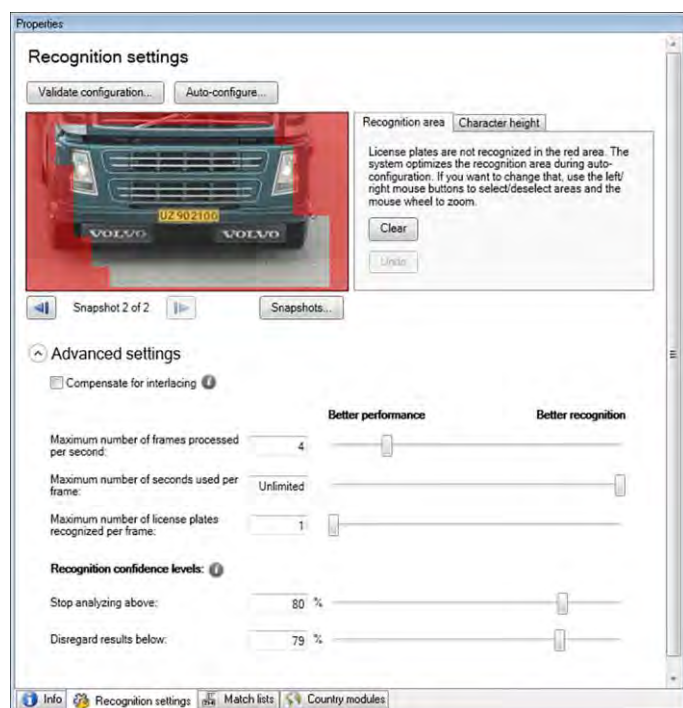 Properties
Recognition settings
Validate configuration...
Auto-configure...
Recognition area
Character height
UZ902100
VOLVO
VOLVO
License plates are not recognized in the red area. The
system optimizes the recognition area during auto-
configuration. If you want to change that, use the left/
right mouse buttons to select/deselect areas and the
mouse wheel to zoom.
Clear
Undo
Snapshot 2 of 2
Snapshots...
Advanced settings
Compensate for interlacing
Better performance
Better recognition
Maximum number of frames processed
per second:
4
Maximum number of seconds used per
frame:
Unlimited
Maximum number of license plates
recognized per frame:
1
Recognition confidence levels:
Stop analyzing above:
80 %
Disregard results below:
79 %
Info
Recognition settings
Match lists
Country modules